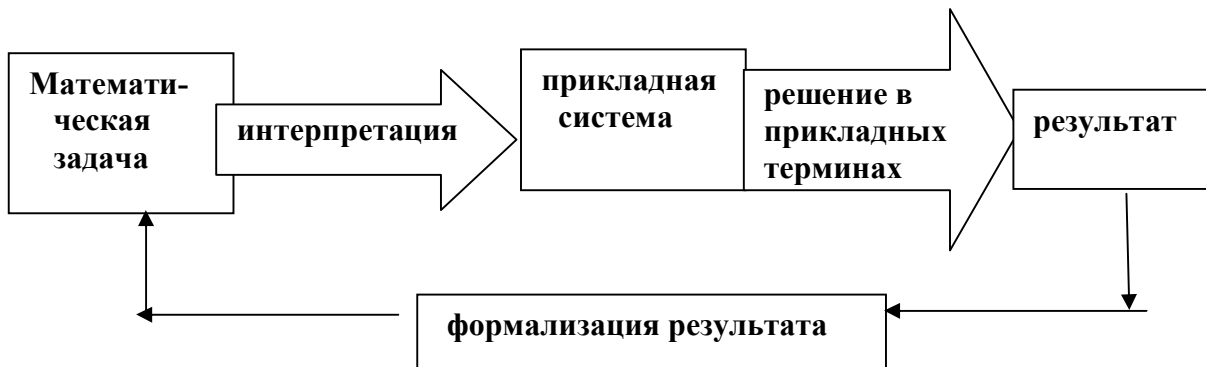 Математи-
ческая
задача
интерпретация
прикладная
система
решение в
прикладных
терминах
результат
формализация результата